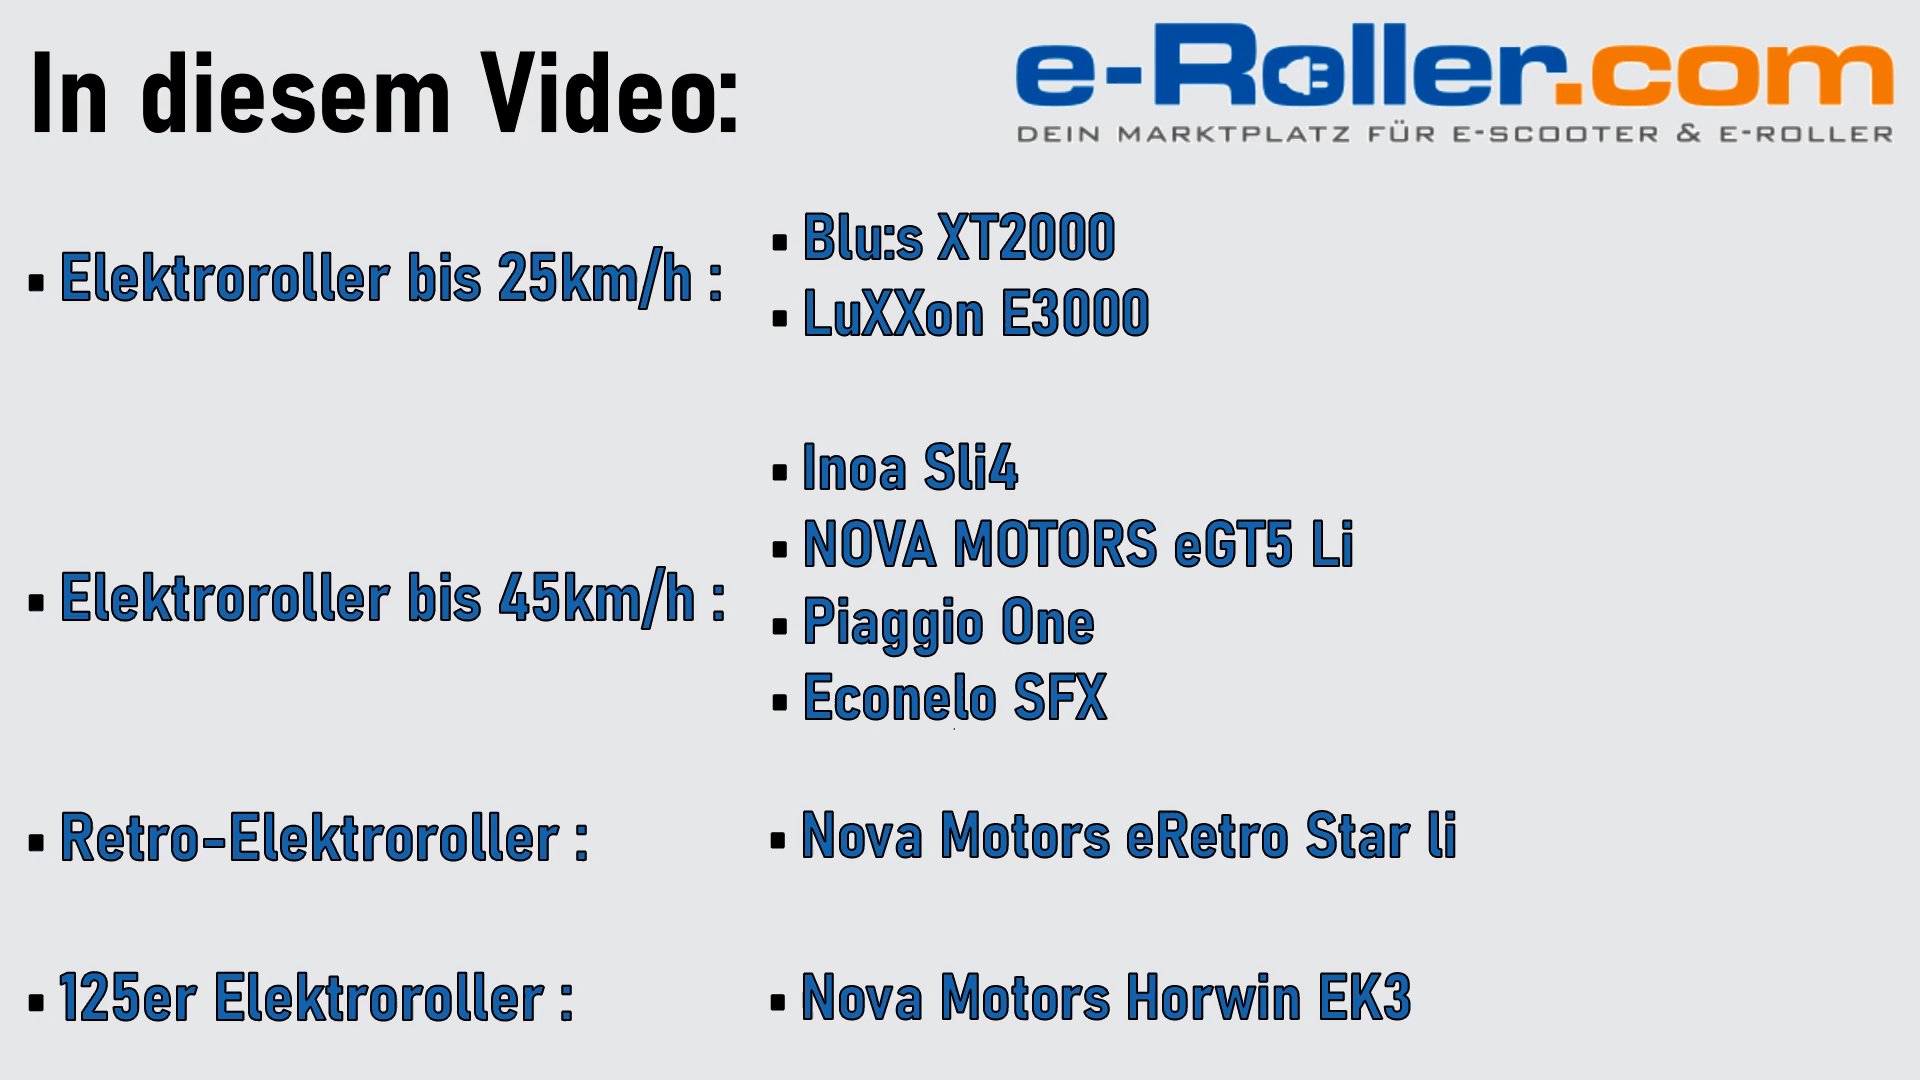 In diesem Video:
e-Roller.com
DEIN MARKTPLATZ FÜR E-SCOOTER & E-ROLLER
▪ Elektroroller bis 25km/h :
▪ Blu:s XT2000
▪ LuXXon E3000
▪ Elektroroller bis 45km/h :
▪ Inoa Sli4
▪ NOVA MOTORS eGT5 Li
▪ Piaggio One
▪ Econelo SFX
▪ Retro-Elektroroller :
▪ Nova Motors eRetro Star li
▪ 125er Elektroroller :
▪ Nova Motors Horwin EK3